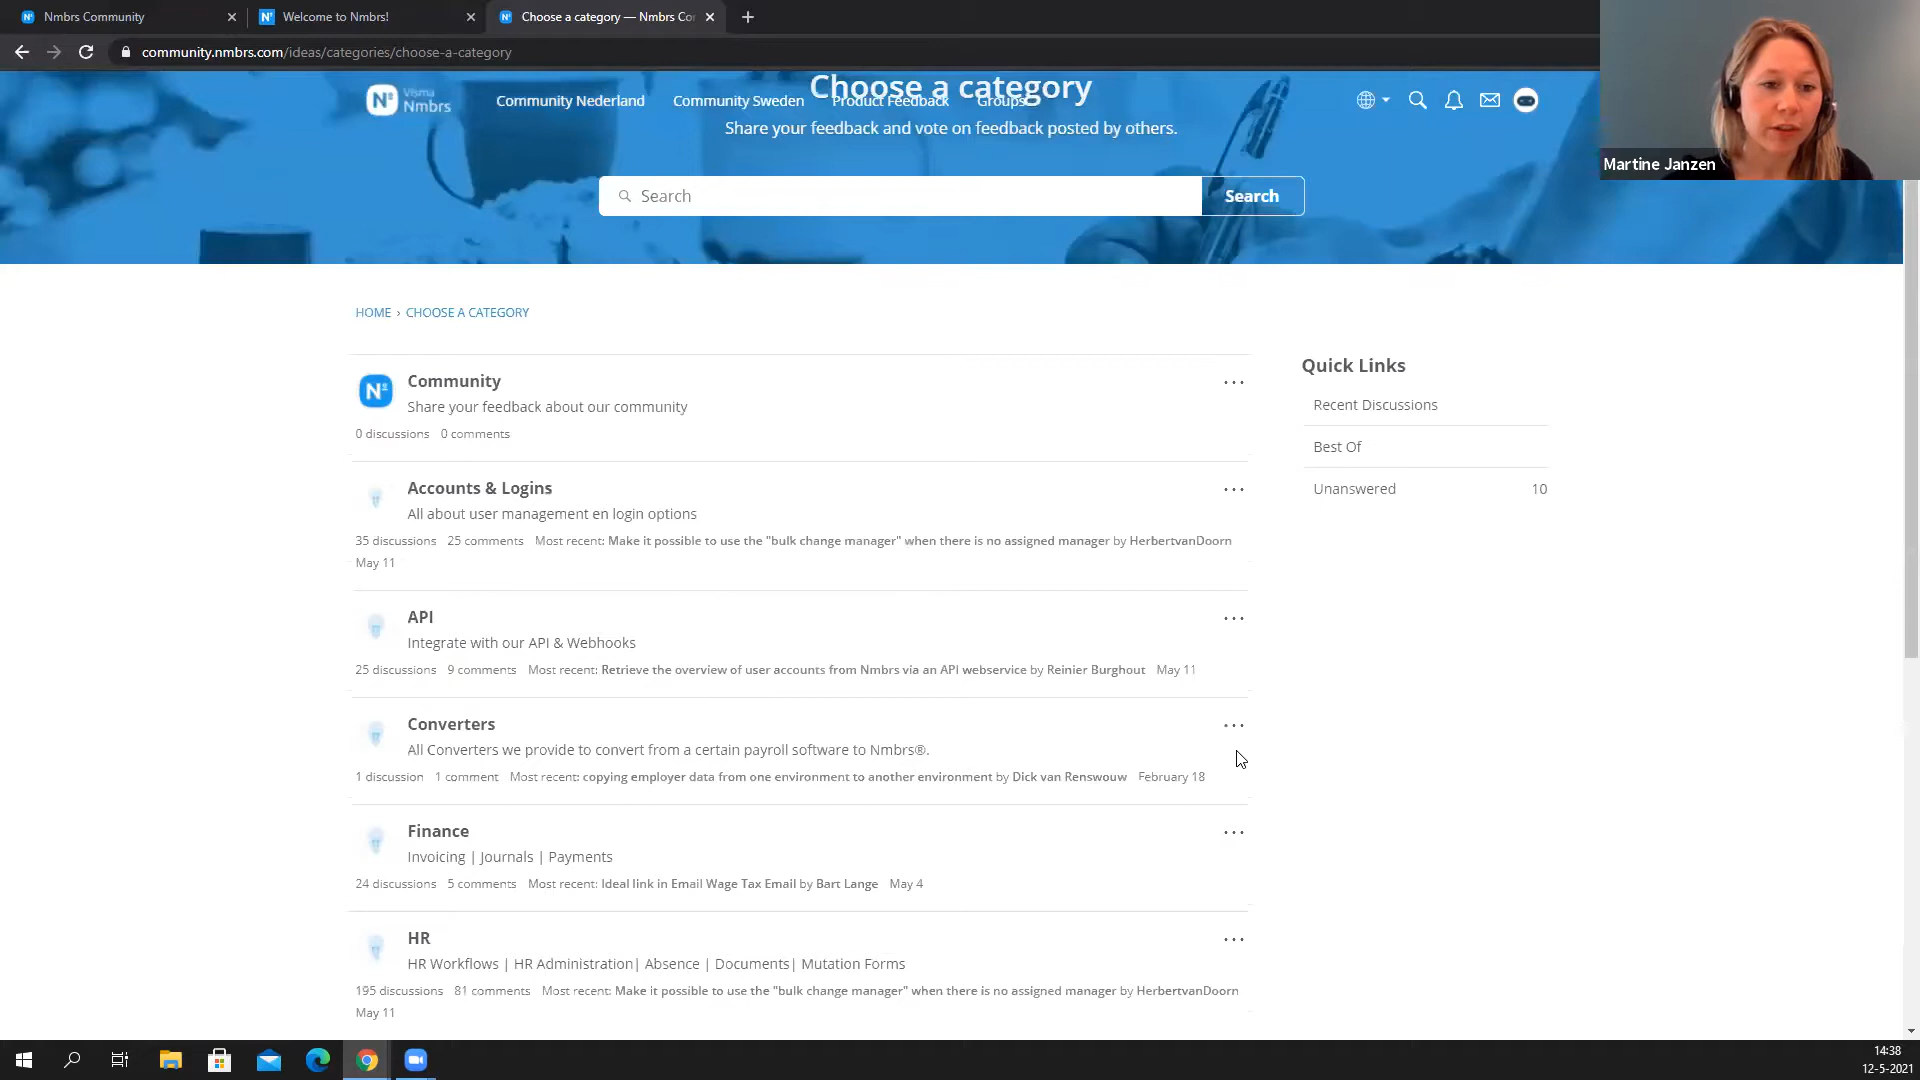 Nmbrs Community
Welcome to Nmbrs!
Choose a category — Nmbrs Co
community.nmbrs.com/ideas/categories/choose-a-category
Visma
Nmbrs
Community Nederland
Community Sweden
Product Feedback
Groups
Choose a category
Share your feedback and vote on feedback posted by others.
Search
Search
Martine Janzen
HOME › CHOOSE A CATEGORY
Community
Share your feedback about our community
0 discussions 0 comments
Accounts & Logins
All about user management en login options
35 discussions 25 comments Most recent: Make it possible to use the "bulk change manager" when there is no assigned manager by HerbertvanDoorn
May 11
API
Integrate with our API & Webhooks
25 discussions 9 comments Most recent: Retrieve the overview of user accounts from Nmbrs via an API webservice by Reinier Burghout May 11
Converters
All Converters we provide to convert from a certain payroll software to Nmbrs®.
1 discussion 1 comment Most recent: copying employer data from one environment to another environment by Dick van Renswouw February 18
Finance
Invoicing | Journals | Payments
24 discussions 5 comments Most recent: Ideal link in Email Wage Tax Email by Bart Lange May 4
HR
HR Workflows | HR Administration| Absence | Documents| Mutation Forms
195 discussions 81 comments Most recent: Make it possible to use the "bulk change manager" when there is no assigned manager by HerbertvanDoorn
May 11
Quick Links
Recent Discussions
Best Of
Unanswered 10
14:38
12-5-2021